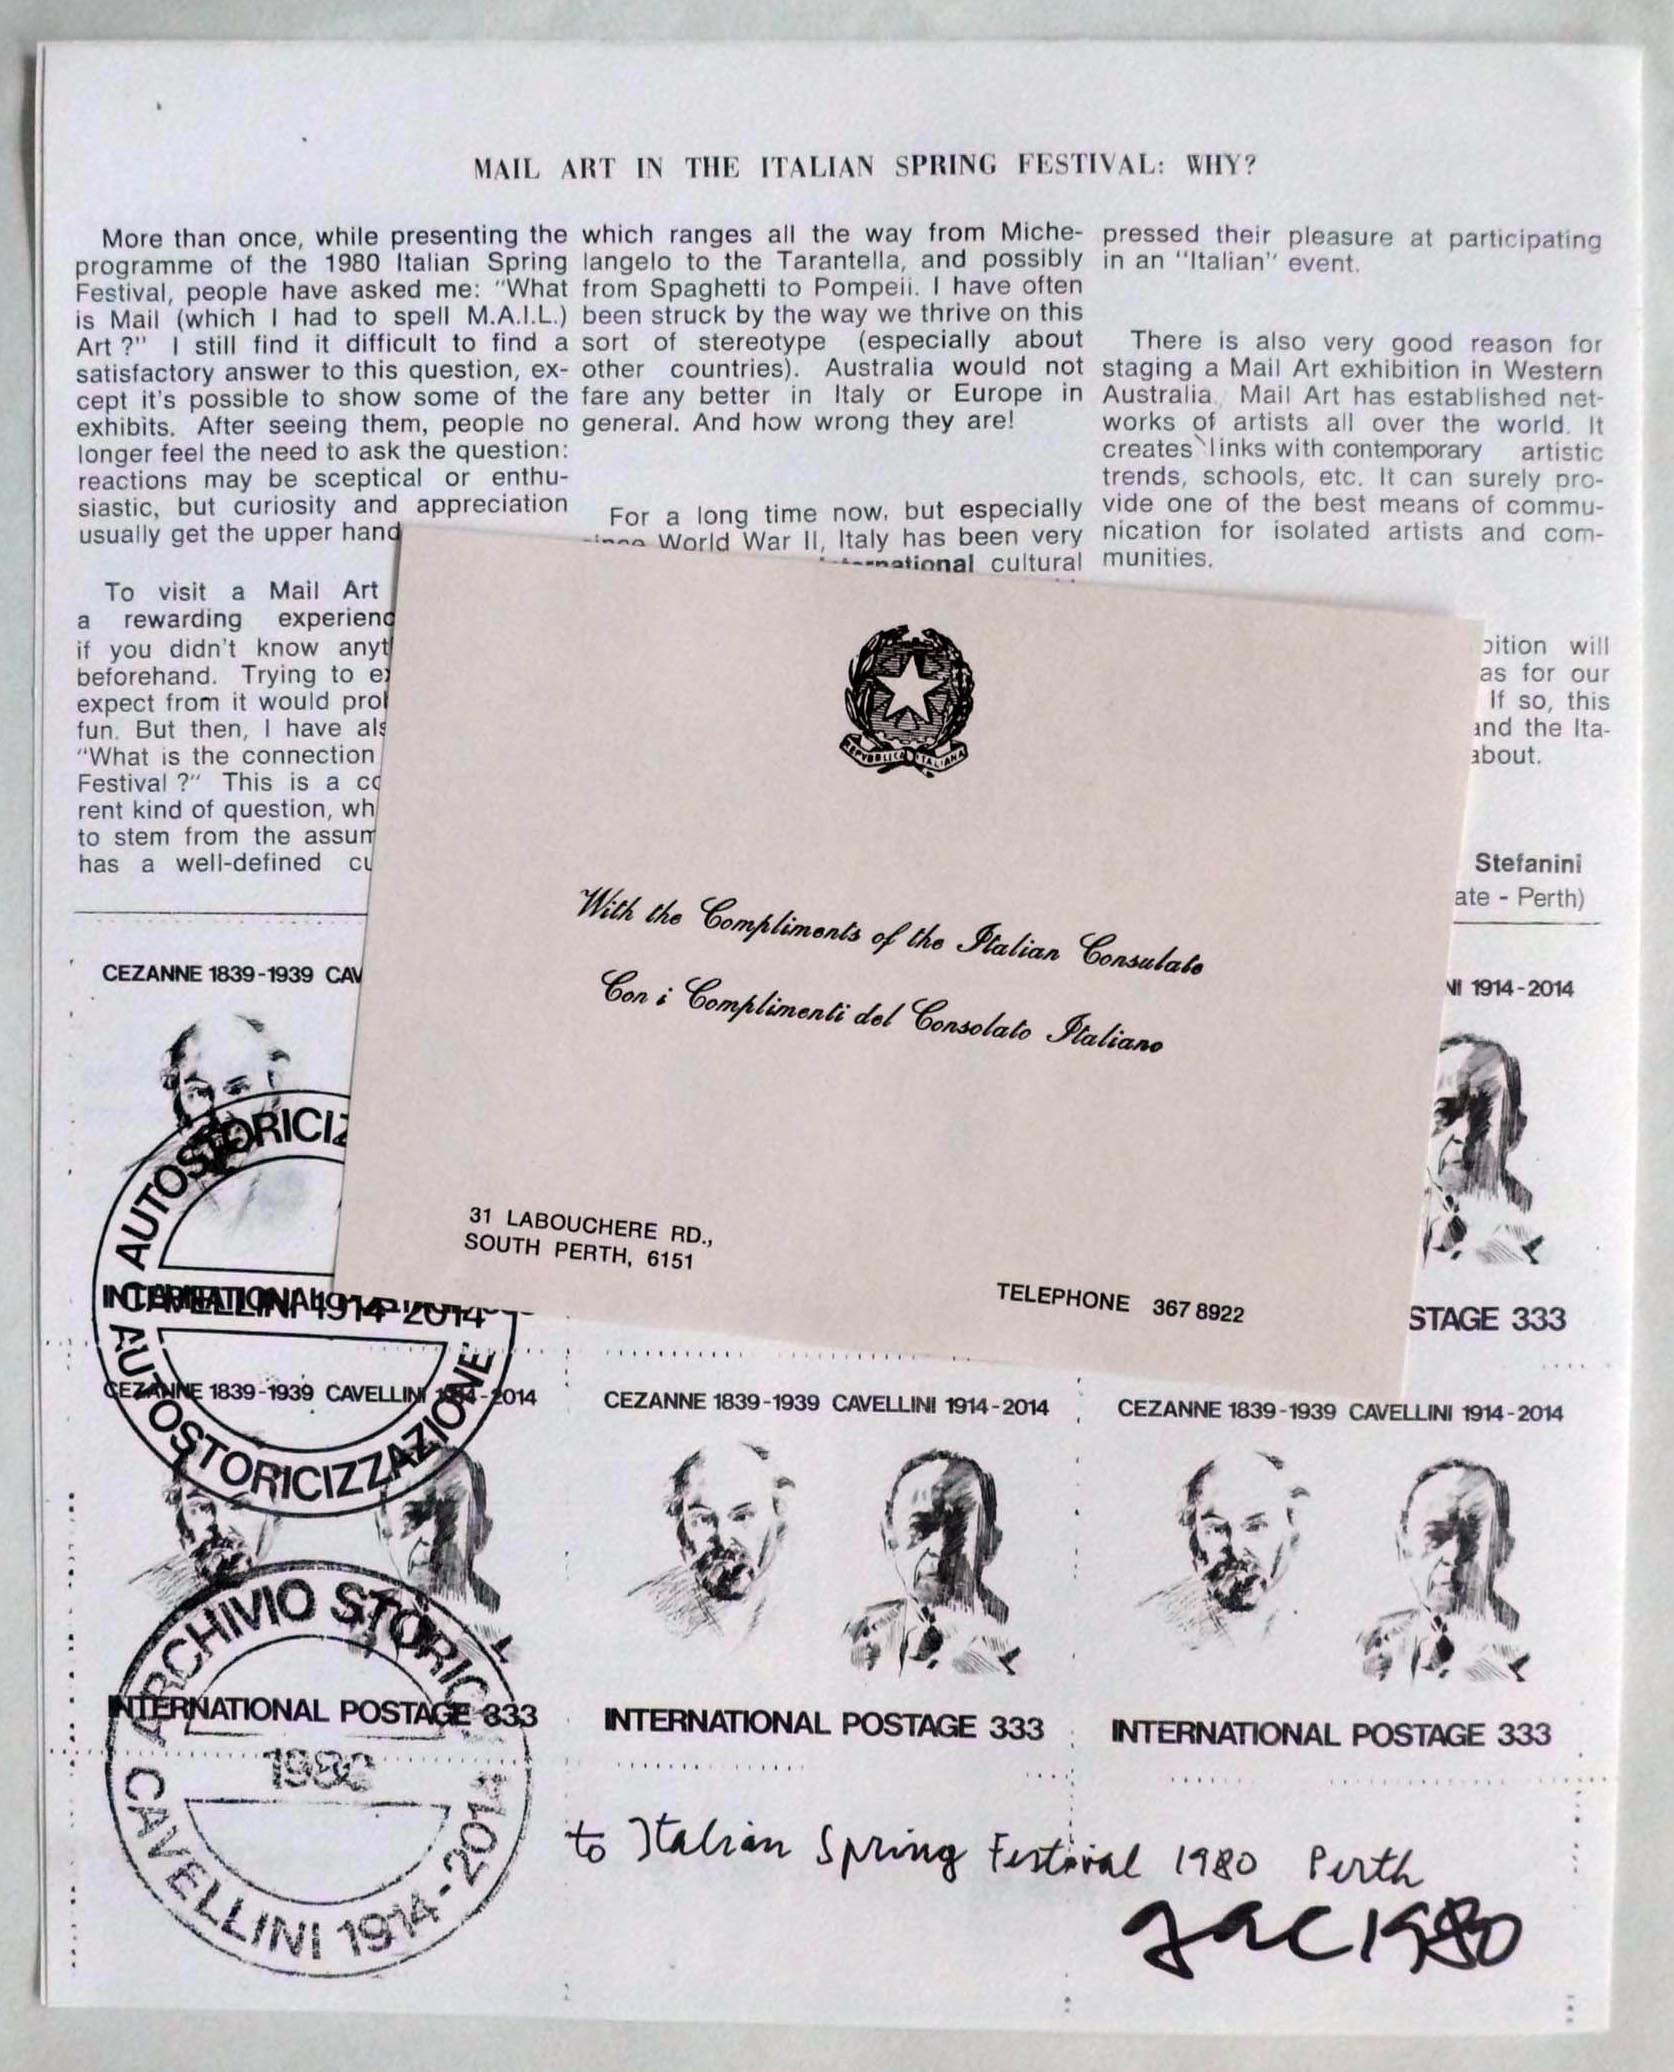 MAIL ART IN THE ITALIAN SPRING FESTIVAL: WHY?
More than once, while presenting the
programme of the 1980 Italian Spring
Festival, people have asked me: "What
is Mail (which I had to spell M.A.I.L.)
Art ?" I still find it difficult to find a
satisfactory answer to this question, ex-
cept it's possible to show some of the
exhibits. After seeing them, people no
longer feel the need to ask the question:
reactions may be sceptical or enthu-
siastic, but curiosity and appreciation
usually get the upper hand
To visit a Mail Art
a rewarding
if you didn't know
beforehand. Trying to
expect from it would
fun. But then, I have
"What is the connection
Festival ?" This is a
rent kind of question,
to stem from the
has a well-defined
which ranges all the way from Miche-
langelo to the Tarantella, and possibly
from Spaghetti to Pompeii. I have often
been struck by the way we thrive on this
sort of stereotype (especially about
other countries). Australia would not
fare any better in Italy or Europe in
general. And how wrong they are!
For a long time now, but especially
World War II, Italy has been very
cultural
pressed their pleasure at participating
in an "Italian" event.
There is also very good reason for
staging a Mail Art exhibition in Western
Australia. Mail Art has established net-
works of artists all over the world. It
creates links with contemporary artistic
trends, schools, etc. It can surely pro-
vide one of the best means of commu-
nication for isolated artists and com-
munities.
will
as for our
If so, this
and the Ita-
about.
Stefanini
- Perth)
REPVBBLICA ITALIANA
With the Compliments of the Italian Consulate
Con i Complimenti del Consolato Italiano
31 LABOUCHERE RD.,
SOUTH PERTH, 6151
TELEPHONE 367 8922
CEZANNE 1839-1939
1914-2014
INTERNATIONAL
333
CAVELLINI 1914-2014
AUTOSTORICIZZAZIONE
CEZANNE 1839-1939 CAVELLINI 1914-2014
CEZANNE 1839-1939 CAVELLINI 1914-2014
CEZANNE 1839-1939 CAVELLINI 1914-2014
INTERNATIONAL POSTAGE 333
INTERNATIONAL POSTAGE 333
INTERNATIONAL POSTAGE 333
ARCHIVIO STORICO
1980
CAVELLINI 1914-2014
to Italian Spring Festival 1980 Perth
gac 1980